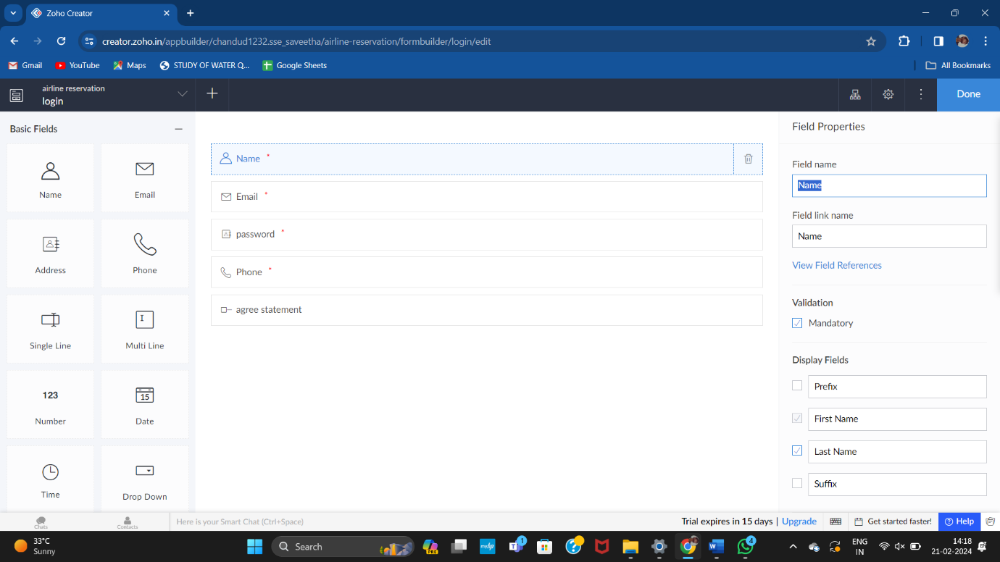 Zoho Creator
creator.zoho.in/appbuilder/chandud1232.sse_saveetha/airline-reservation/formbuilder/login/edit
Gmail YouTube Maps STUDY OF WATER Q... Google Sheets All Bookmarks
airline reservation
login
Done
Basic Fields
Name Email
Address Phone
Single Line Multi Line
123 15
Number Date
Time Drop Down
Name *
Email *
password *
Phone *
agree statement
Field Properties
Field name
Name
Field link name
Name
View Field References
Validation
Mandatory
Display Fields
Prefix
First Name
Last Name
Suffix
Chats Contacts Here is your Smart Chat (Ctrl+Space) Trial expires in 15 days | Upgrade Get started faster! Help
33°C
Sunny
Search
PRE
myhp
1
4
ENG
IN
14:18
21-02-2024